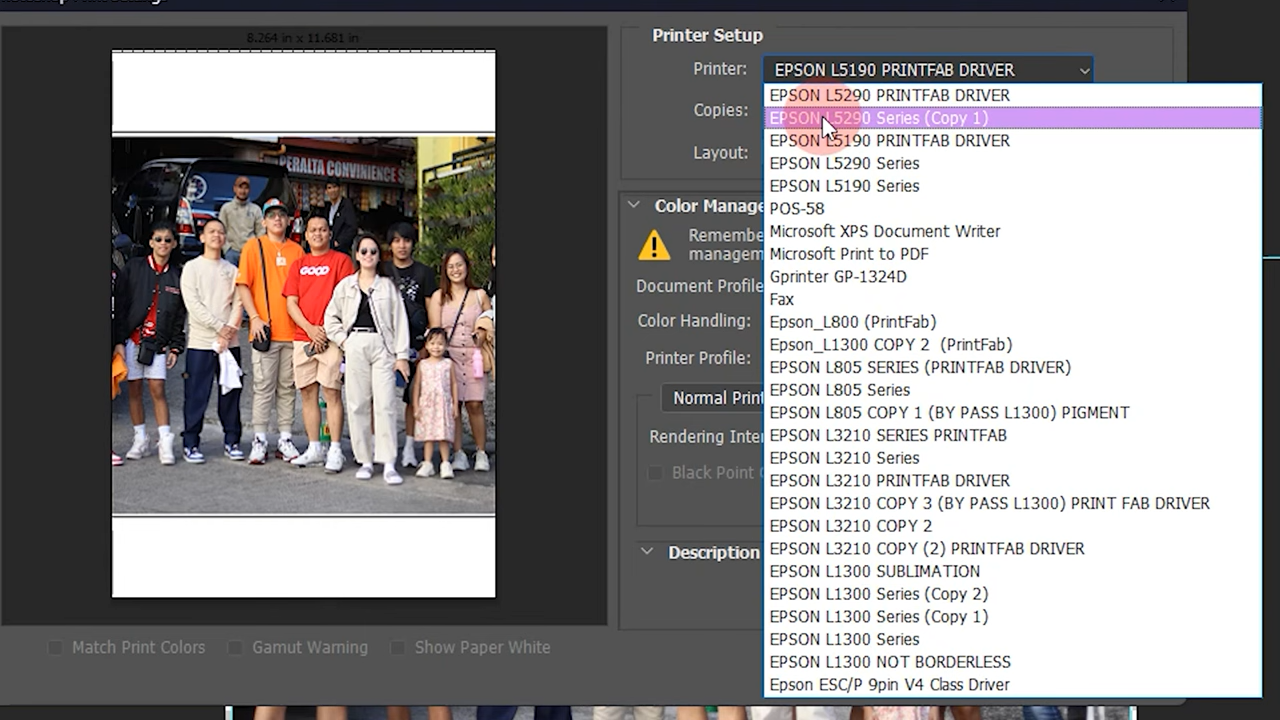 8.264 in x 11.681 in
PERALTA CONVENIENCE S
GOOD
Match Print Colors
Gamut Warning
Show Paper White
Printer Setup
Printer: EPSON L5190 PRINTFAB DRIVER
Copies:
Layout:
Color Manage
Remembe
managem
Document Profile
Color Handling:
Printer Profile:
Normal Print
Rendering Inter
Black Point
Description
EPSON L5290 PRINTFAB DRIVER
EPSON L5290 Series (Copy 1)
EPSON L5190 PRINTFAB DRIVER
EPSON L5290 Series
EPSON L5190 Series
POS-58
Microsoft XPS Document Writer
Microsoft Print to PDF
Gprinter GP-1324D
Fax
Epson_L800 (PrintFab)
Epson_L1300 COPY 2 (PrintFab)
EPSON L805 SERIES (PRINTFAB DRIVER)
EPSON L805 Series
EPSON L805 COPY 1 (BY PASS L1300) PIGMENT
EPSON L3210 SERIES PRINTFAB
EPSON L3210 Series
EPSON L3210 PRINTFAB DRIVER
EPSON L3210 COPY 3 (BY PASS L1300) PRINT FAB DRIVER
EPSON L3210 COPY 2
EPSON L3210 COPY (2) PRINTFAB DRIVER
EPSON L1300 SUBLIMATION
EPSON L1300 Series (Copy 2)
EPSON L1300 Series (Copy 1)
EPSON L1300 Series
EPSON L1300 NOT BORDERLESS
Epson ESC/P 9pin V4 Class Driver